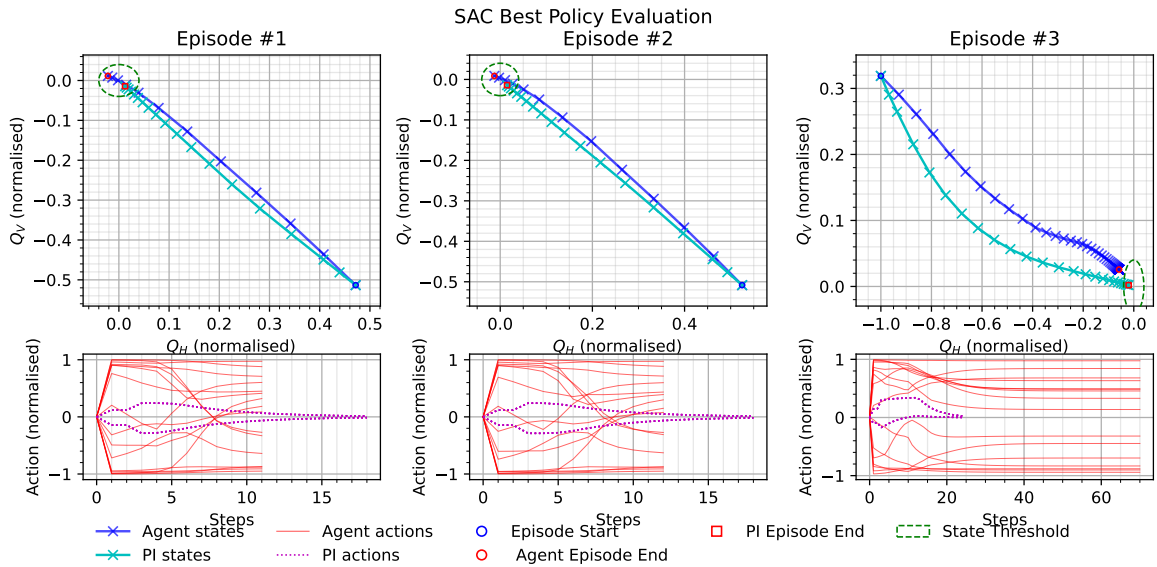 SAC Best Policy Evaluation
Episode #1
Episode #2
Episode #3
Q_V (normalised)
0.0
−0.1
−0.2
−0.3
−0.4
−0.5
0.0 0.1 0.2 0.3 0.4 0.5
Q_H (normalised)
Q_V (normalised)
0.0
−0.1
−0.2
−0.3
−0.4
−0.5
0.0 0.2 0.4
Q_H (normalised)
Q_V (normalised)
0.3
0.2
0.1
0.0
−1.0 −0.8 −0.6 −0.4 −0.2 0.0
Q_H (normalised)
Action (normalised)
1
0
−1
0 5 10 15
Steps
Action (normalised)
1
0
−1
0 5 10 15
Steps
Action (normalised)
1
0
−1
0 10 20 30 40 50 60
Steps
Agent states
PI states
Agent actions
PI actions
Episode Start
Agent Episode End
PI Episode End
State Threshold